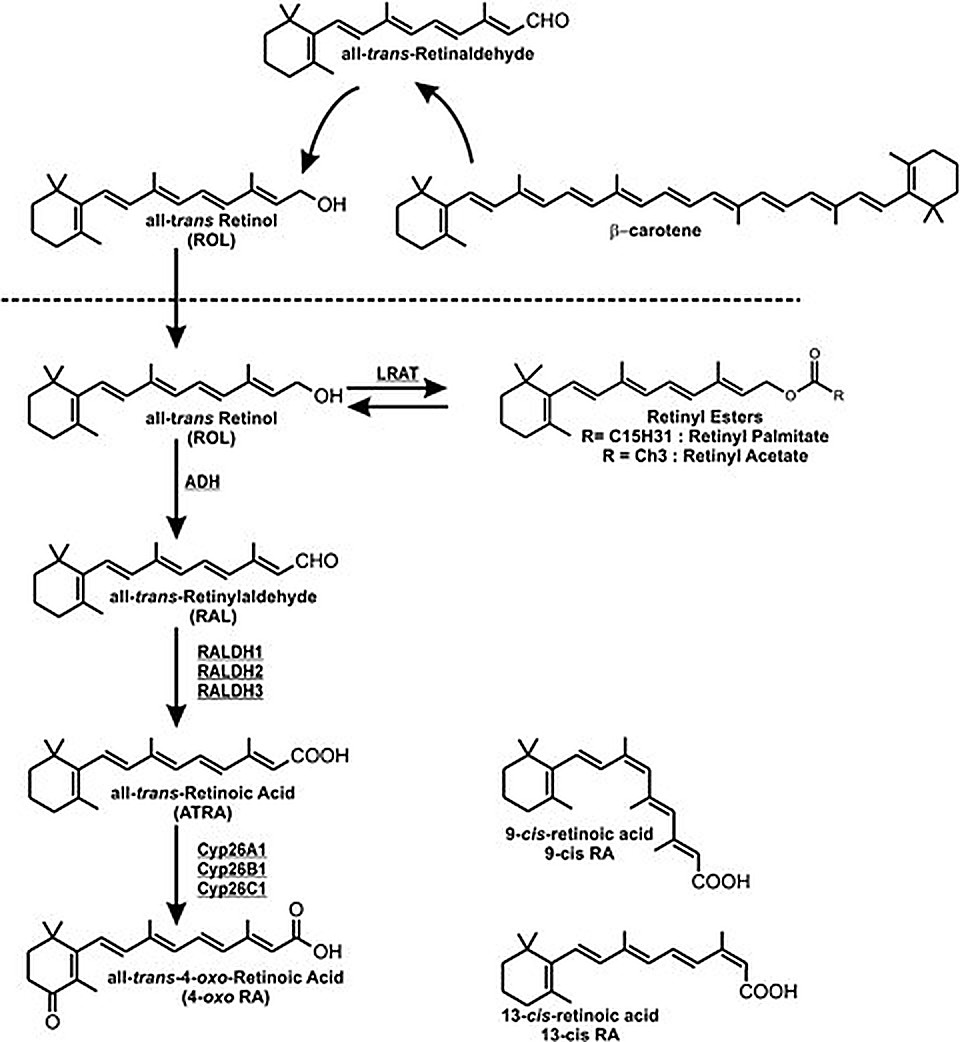 CHO
all-trans-Retinaldehyde
OH
all-trans Retinol
(ROL)
β-carotene
OH
all-trans Retinol
(ROL)
LRAT
O
O
R
Retinyl Esters
R= C15H31 : Retinyl Palmitate
R = Ch3 : Retinyl Acetate
ADH
CHO
all-trans-Retinylaldehyde
(RAL)
RALDH1
RALDH2
RALDH3
COOH
all-trans-Retinoic Acid
(ATRA)
COOH
9-cis-retinoic acid
9-cis RA
Cyp26A1
Cyp26B1
Cyp26C1
O
OH
O
all-trans-4-oxo-Retinoic Acid
(4-oxo RA)
COOH
13-cis-retinoic acid
13-cis RA